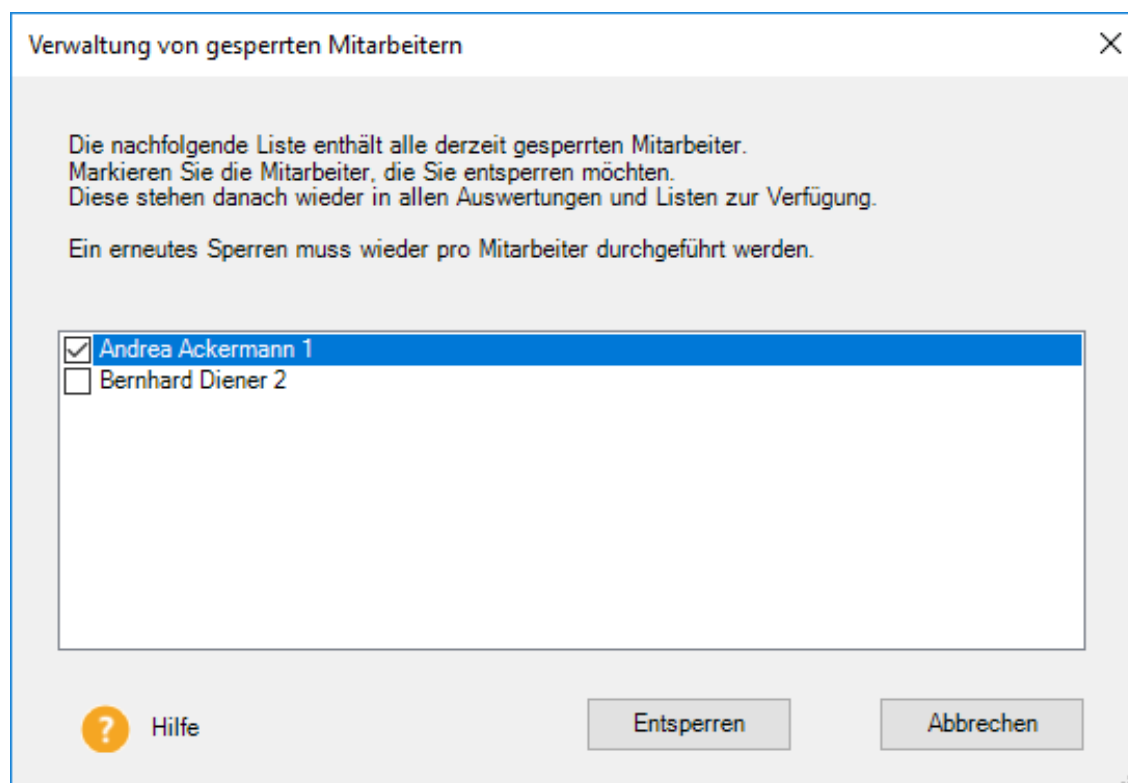 Verwaltung von gesperrten Mitarbeitern
Die nachfolgende Liste enthält alle derzeit gesperrten Mitarbeiter.
Markieren Sie die Mitarbeiter, die Sie entsperren möchten.
Diese stehen danach wieder in allen Auswertungen und Listen zur Verfügung.
Ein erneutes Sperren muss wieder pro Mitarbeiter durchgeführt werden.
Andrea Ackermann 1
Bernhard Diener 2
? Hilfe Entsperren Abbrechen